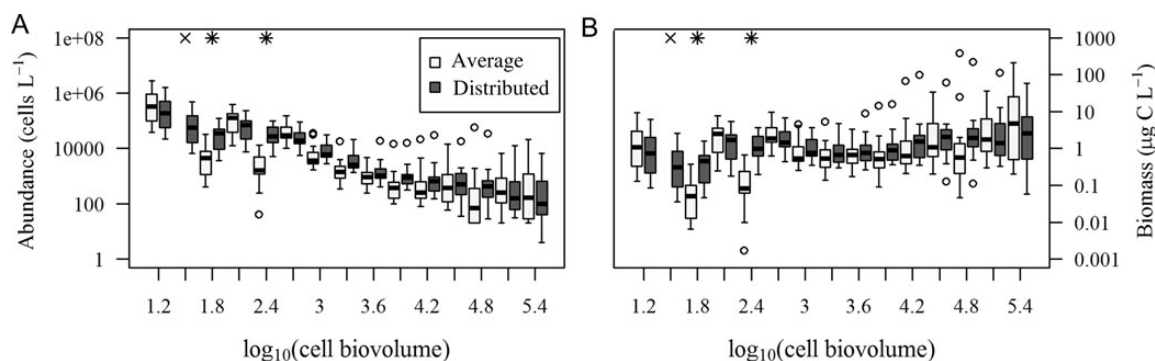 A
Abundance (cells L⁻¹)
1e+08
1e+06
10000
100
1
× * *
Average
Distributed
1.2 1.8 2.4 3 3.6 4.2 4.8 5.4
log₁₀(cell biovolume)
B
× * *
1000
100
10
1
0.1
0.01
0.001
Biomass (µg C L⁻¹)
1.2 1.8 2.4 3 3.6 4.2 4.8 5.4
log₁₀(cell biovolume)